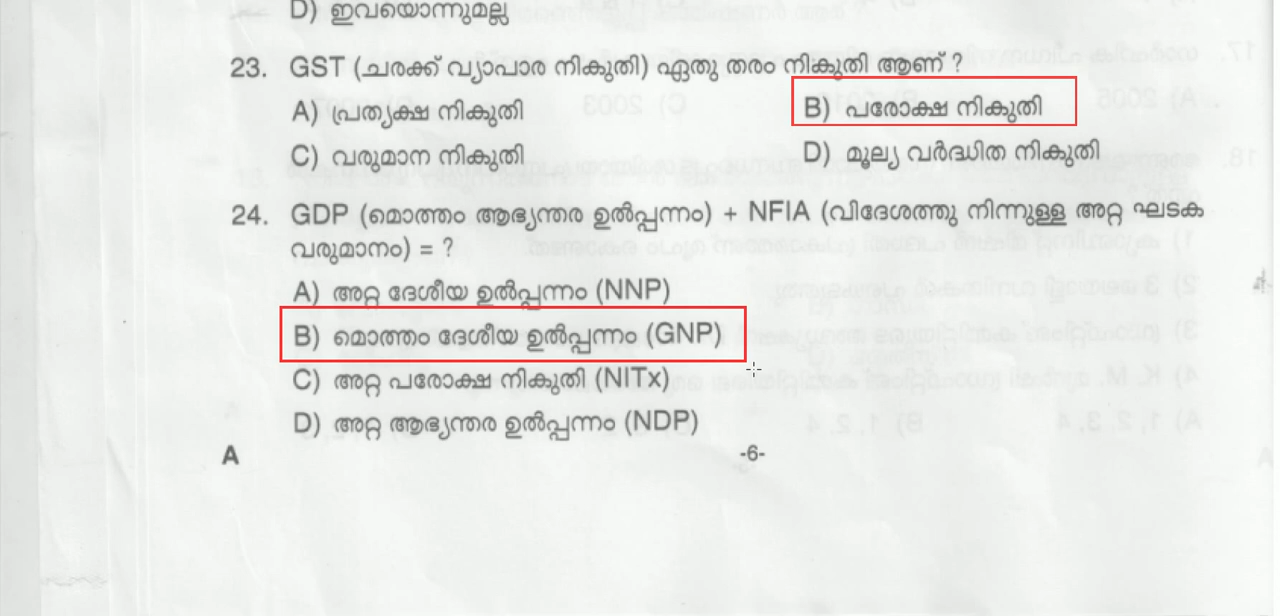 D) ഇവയൊന്നുമല്ല
23. GST (ചരക്ക് വ്യാപാര നികുതി) ഏതു തരം നികുതി ആണ് ?
A) പ്രത്യക്ഷ നികുതി B) പരോക്ഷ നികുതി
C) വരുമാന നികുതി D) മൂല്യ വർദ്ധിത നികുതി
24. GDP (മൊത്തം ആഭ്യന്തര ഉൽപ്പന്നം) + NFIA (വിദേശത്തു നിന്നുള്ള അറ്റ ഘടക
വരുമാനം) = ?
A) അറ്റ ദേശീയ ഉൽപ്പന്നം (NNP)
B) മൊത്തം ദേശീയ ഉൽപ്പന്നം (GNP)
C) അറ്റ പരോക്ഷ നികുതി (NITx)
D) അറ്റ ആഭ്യന്തര ഉൽപ്പന്നം (NDP)
A -6-